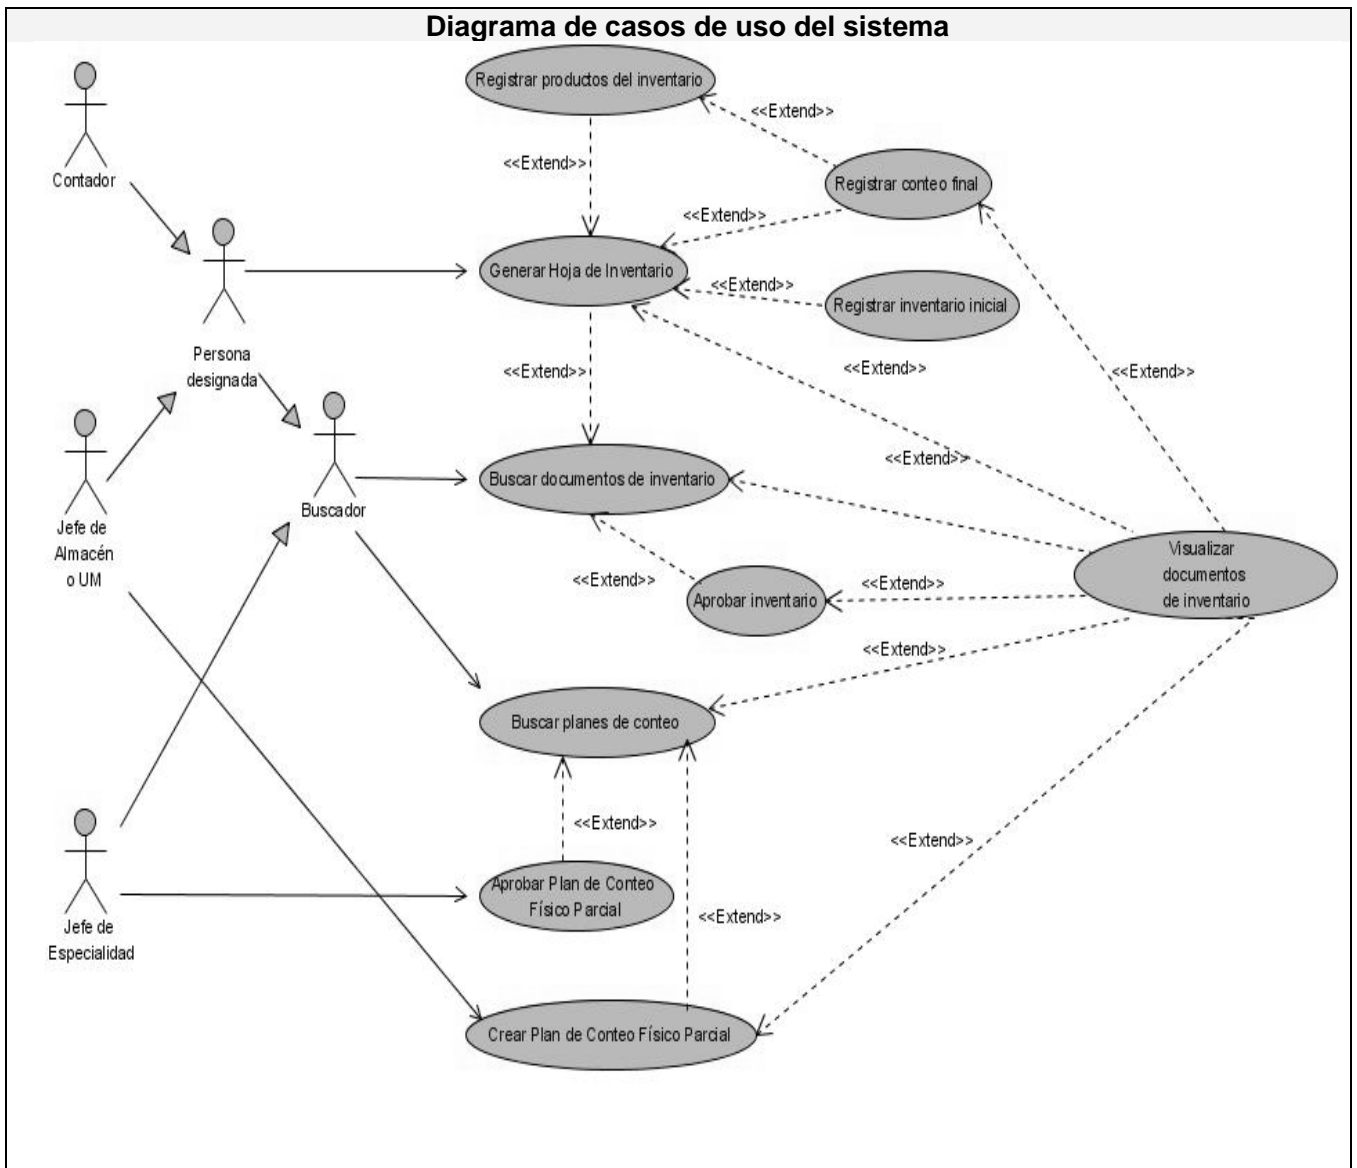 Diagrama de casos de uso del sistema
Registrar productos del inventario
<<Extend>>
<<Extend>>
Registrar conteo final
Contador
<<Extend>>
Generar Hoja de Inventario
<<Extend>>
Registrar inventario inicial
Persona
designada
<<Extend>>
<<Extend>>
<<Extend>>
<<Extend>>
Buscar documentos de inventario
Buscador
Jefe de
Almacén
o UM
Visualizar
documentos
de inventario
<<Extend>>
<<Extend>>
Aprobar inventario
<<Extend>>
Buscar planes de conteo
<<Extend>>
<<Extend>>
Aprobar Plan de Conteo
Físico Parcial
<<Extend>>
Jefe de
Especialidad
Crear Plan de Conteo Físico Parcial